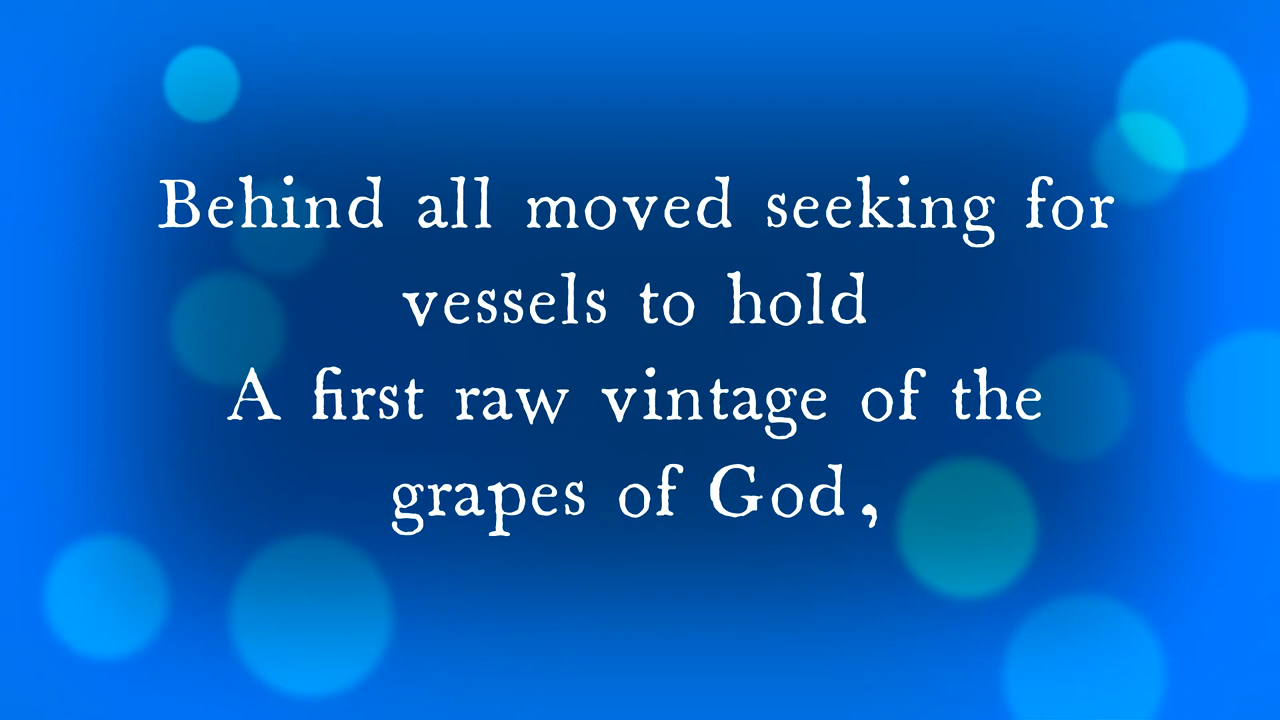 Behind all moved seeking for
vessels to hold
A first raw vintage of the
grapes of God,